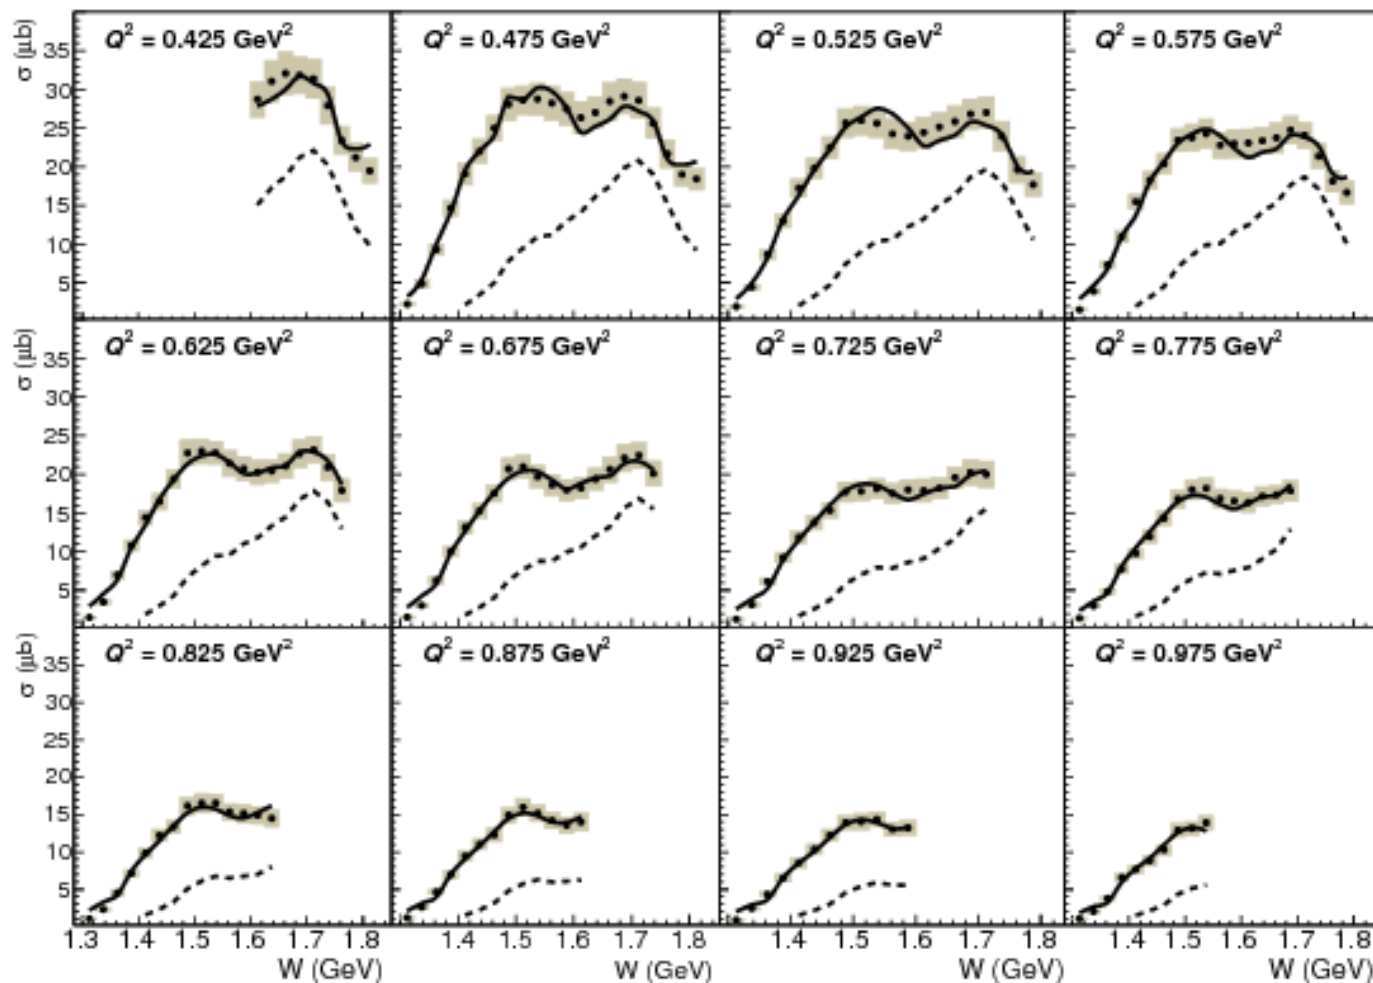 σ (μb)
Q² = 0.425 GeV²
Q² = 0.475 GeV²
Q² = 0.525 GeV²
Q² = 0.575 GeV²
35
30
25
20
15
10
5
σ (μb)
Q² = 0.625 GeV²
Q² = 0.675 GeV²
Q² = 0.725 GeV²
Q² = 0.775 GeV²
35
30
25
20
15
10
5
σ (μb)
Q² = 0.825 GeV²
Q² = 0.875 GeV²
Q² = 0.925 GeV²
Q² = 0.975 GeV²
35
30
25
20
15
10
5
1.3 1.4 1.5 1.6 1.7 1.8
1.4 1.5 1.6 1.7 1.8
1.4 1.5 1.6 1.7 1.8
1.4 1.5 1.6 1.7 1.8
W (GeV)
W (GeV)
W (GeV)
W (GeV)